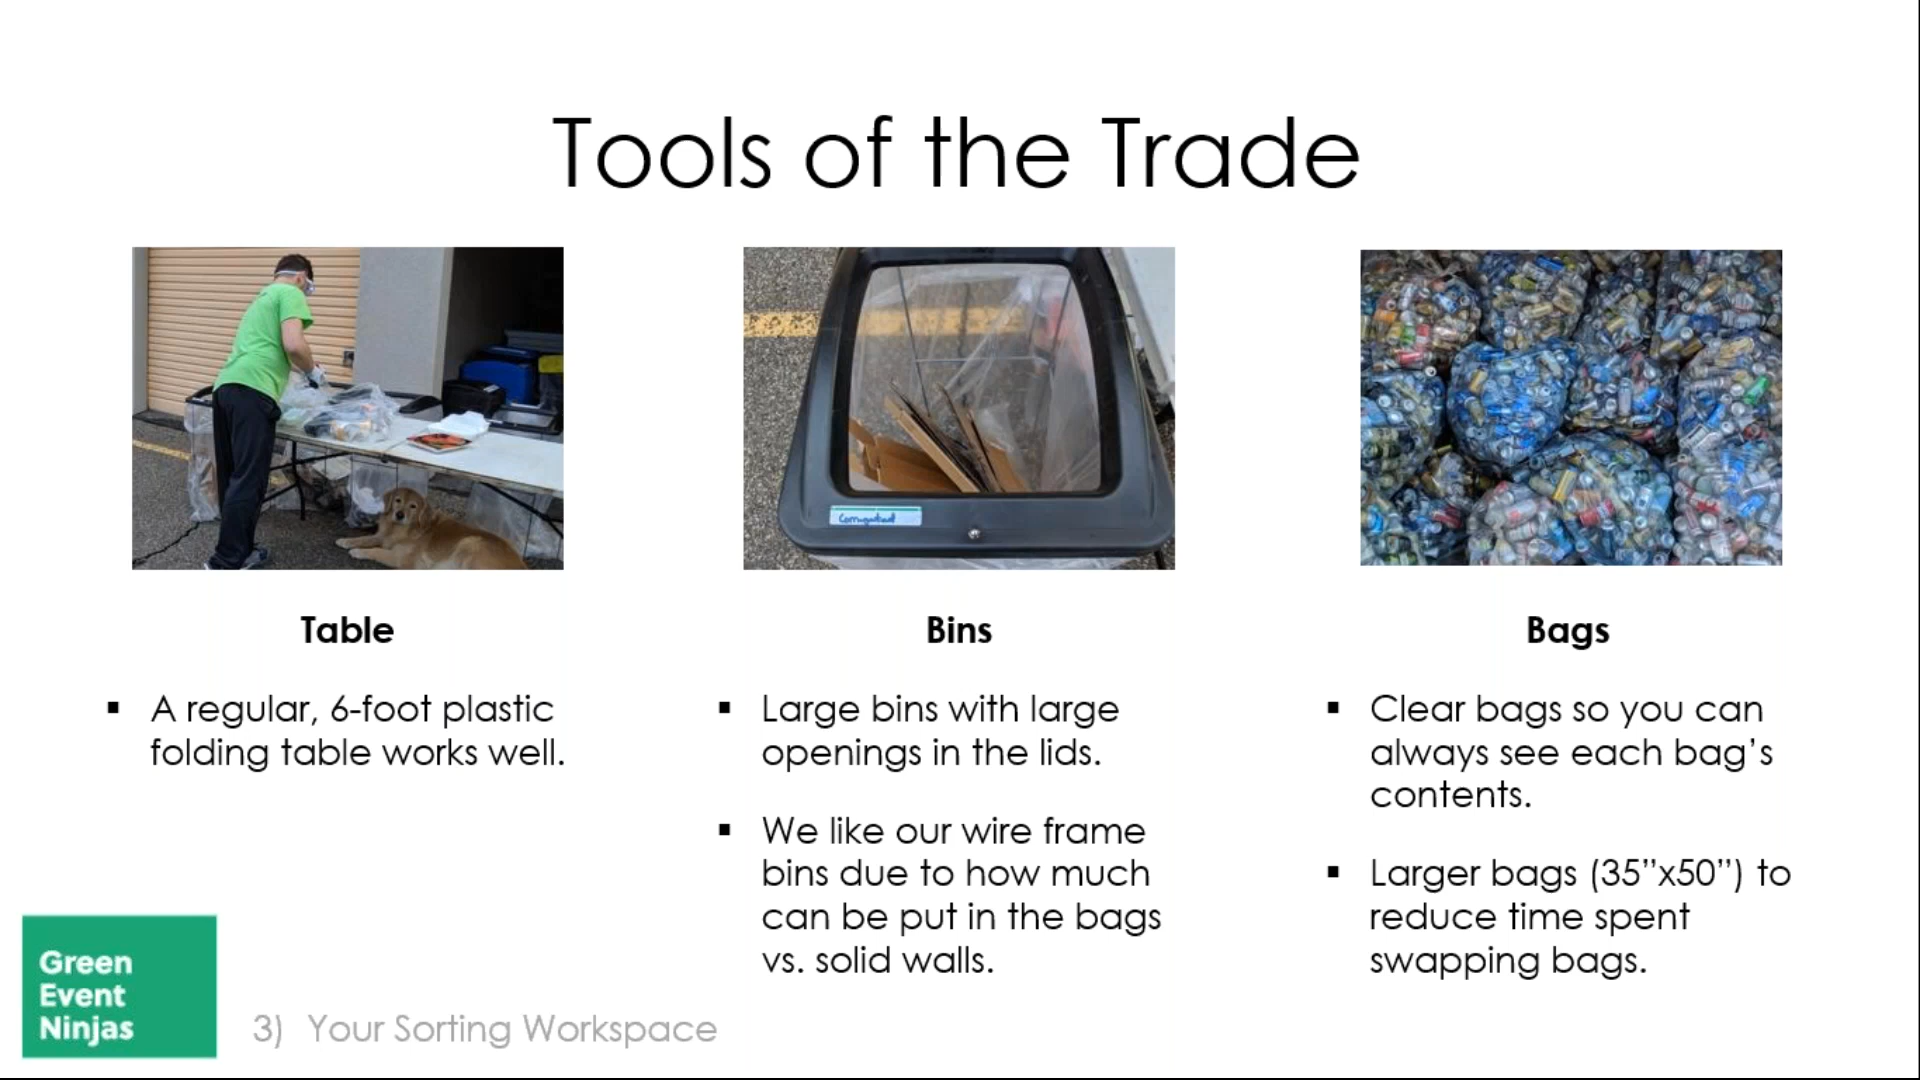 Tools of the Trade
Table
▪ A regular, 6-foot plastic
folding table works well.
Bins
▪ Large bins with large
openings in the lids.
▪ We like our wire frame
bins due to how much
can be put in the bags
vs. solid walls.
Bags
▪ Clear bags so you can
always see each bag’s
contents.
▪ Larger bags (35”x50”) to
reduce time spent
swapping bags.
Green
Event
Ninjas
3) Your Sorting Workspace